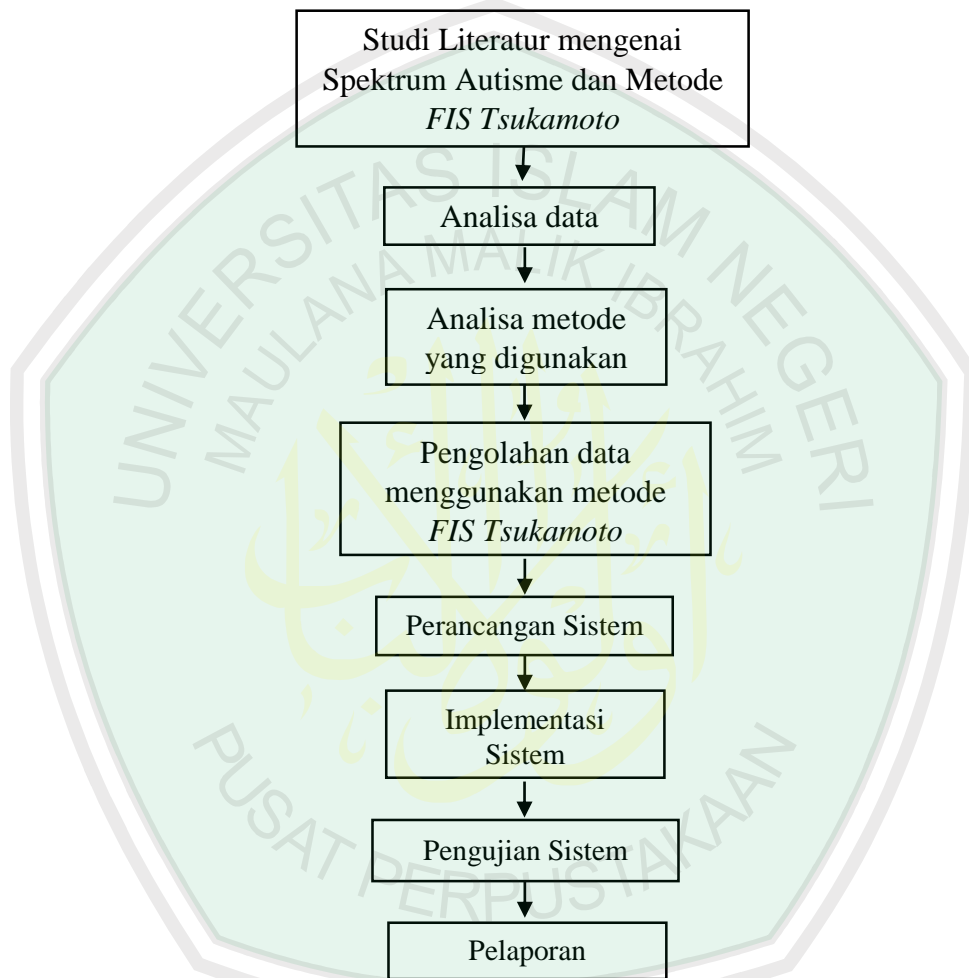 Studi Literatur mengenai
Spektrum Autisme dan Metode
FIS Tsukamoto
Analisa data
Analisa metode
yang digunakan
Pengolahan data
menggunakan metode
FIS Tsukamoto
Perancangan Sistem
Implementasi
Sistem
Pengujian Sistem
Pelaporan
UNIVERSITAS ISLAM NEGERI
MAULANA MALIK IBRAHIM
PUSAT PERPUSTAKAAN